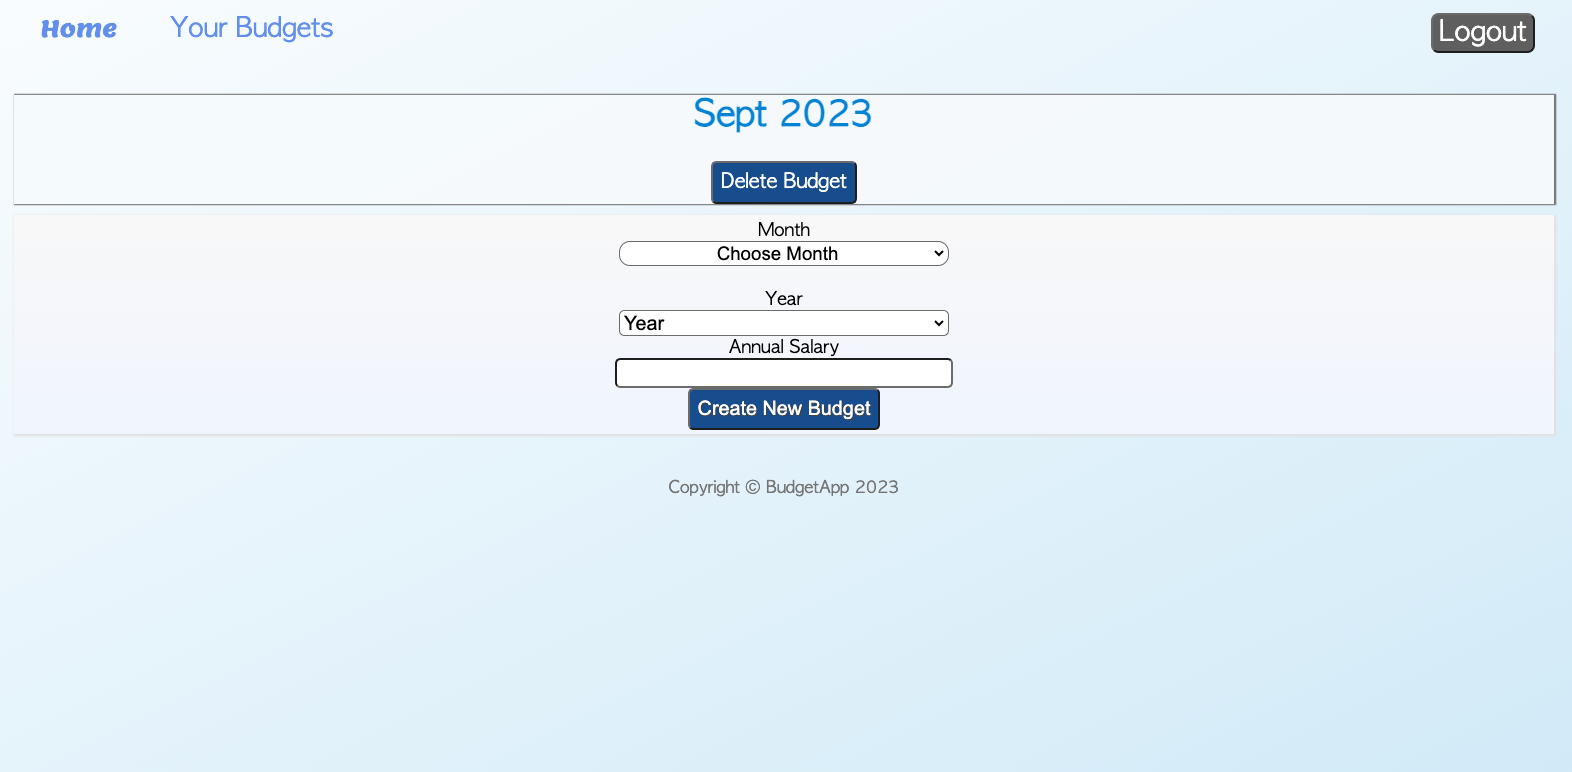 Home Your Budgets Logout
Sept 2023
Delete Budget
Month
Choose Month
Year
Year
Annual Salary
Create New Budget
Copyright © BudgetApp 2023